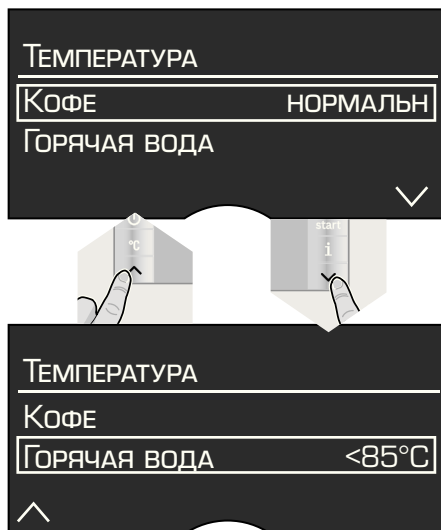 ТЕМПЕРАТУРА
КОФЕ НОРМАЛЬН
ГОРЯЧАЯ ВОДА
°C
start
i
ТЕМПЕРАТУРА
КОФЕ
ГОРЯЧАЯ ВОДА <85°C